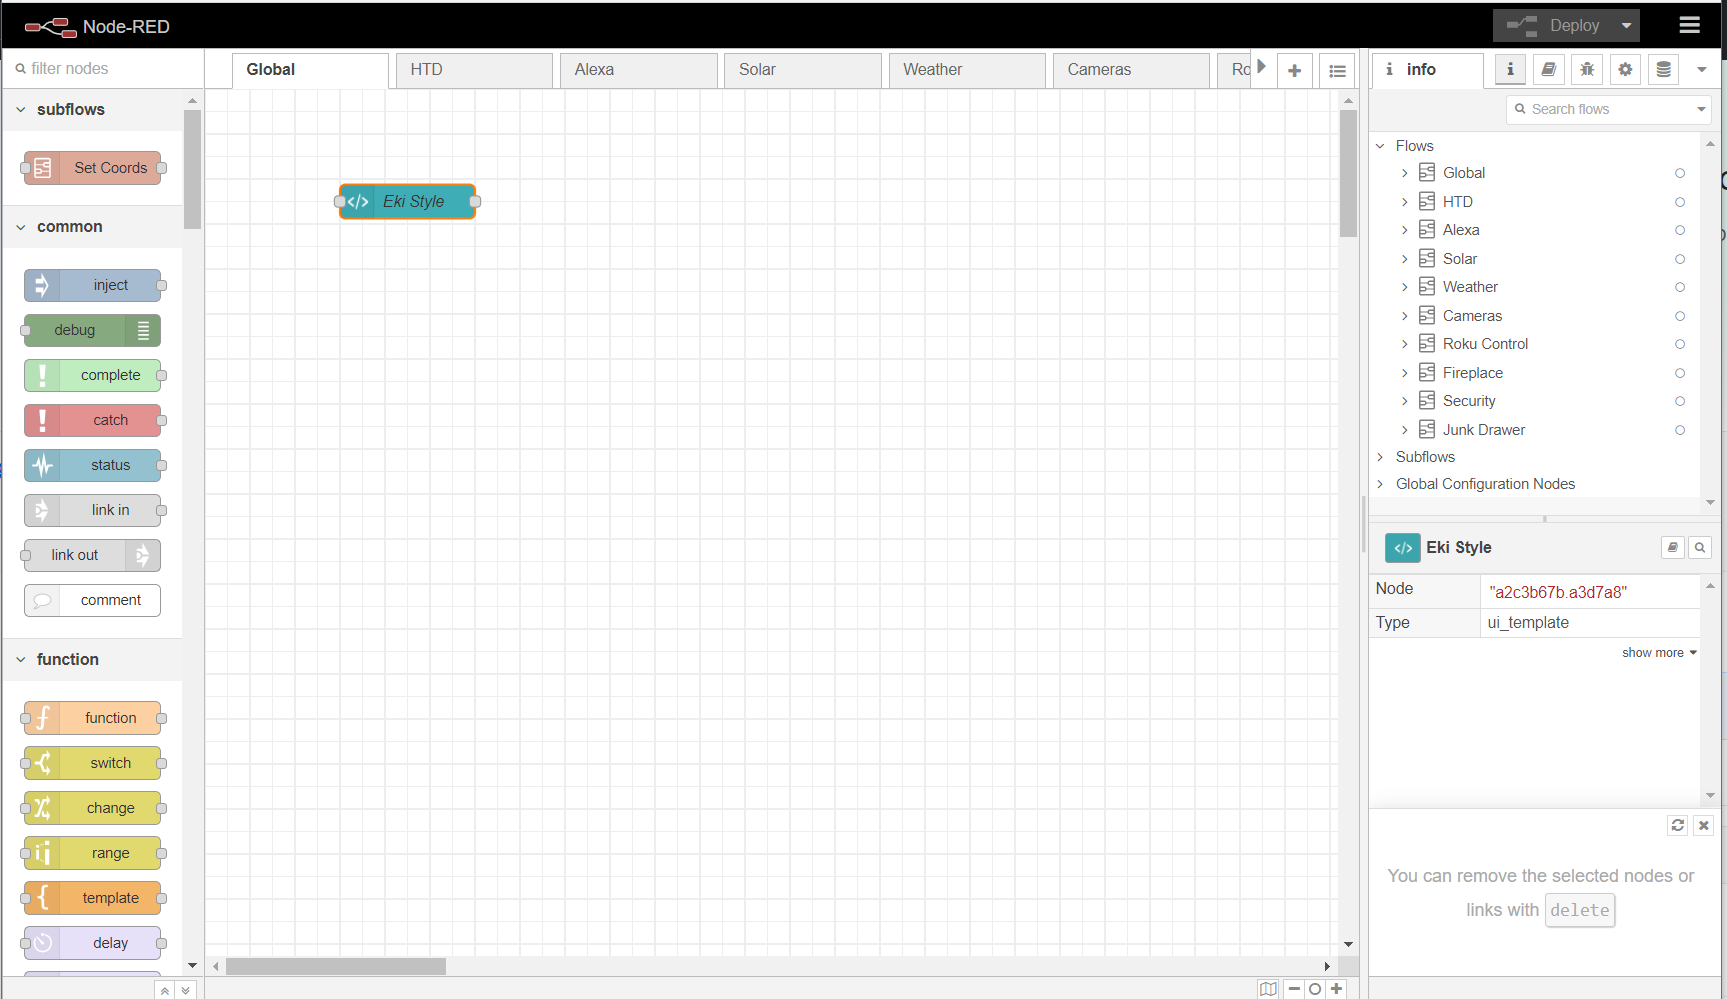 Node-RED
Deploy
filter nodes
Global
HTD
Alexa
Solar
Weather
Cameras
Ro
info
Search flows
subflows
Set Coords
common
inject
debug
complete
catch
status
link in
link out
comment
function
function
switch
change
range
template
delay
</> Eki Style
Flows
Global
HTD
Alexa
Solar
Weather
Cameras
Roku Control
Fireplace
Security
Junk Drawer
Subflows
Global Configuration Nodes
</> Eki Style
Node "a2c3b67b.a3d7a8"
Type ui_template
show more
You can remove the selected nodes or
links with delete